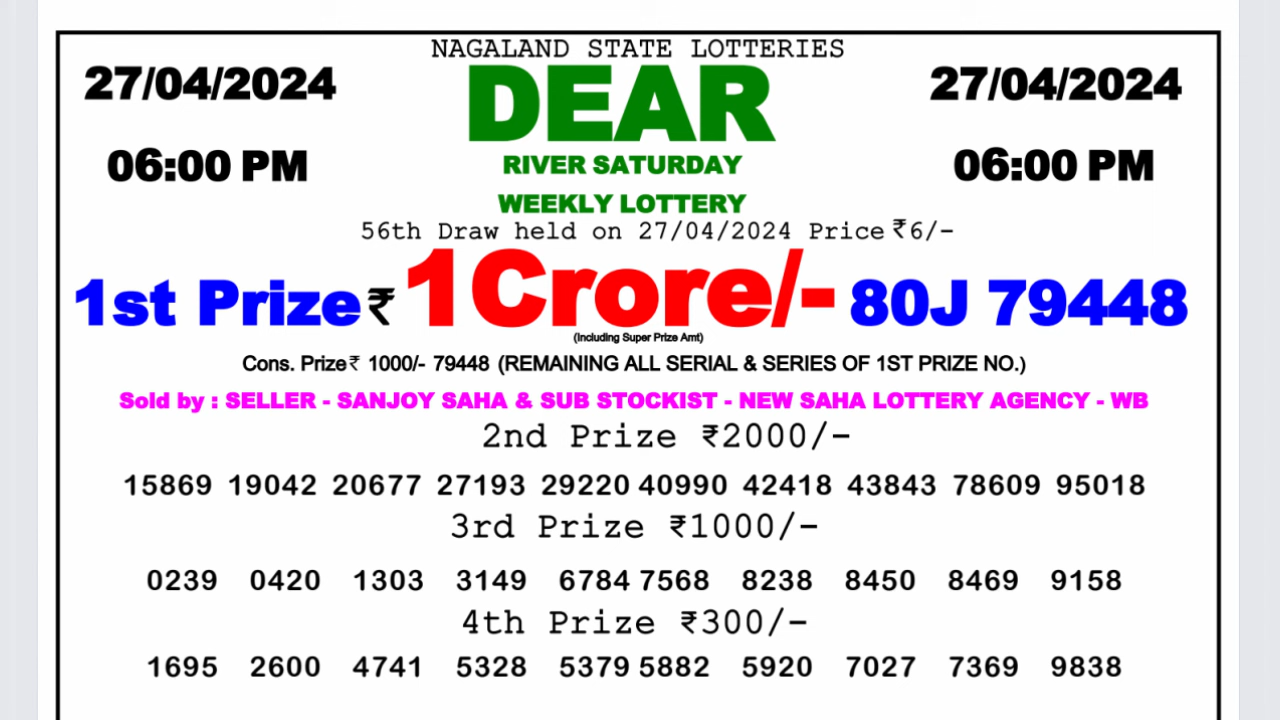 NAGALAND STATE LOTTERIES
27/04/2024 DEAR 27/04/2024
06:00 PM RIVER SATURDAY 06:00 PM
WEEKLY LOTTERY
56th Draw held on 27/04/2024 Price ₹6/-
1st Prize ₹ 1Crore/- 80J 79448
(Including Super Prize Amt)
Cons. Prize₹ 1000/- 79448 (REMAINING ALL SERIAL & SERIES OF 1ST PRIZE NO.)
Sold by : SELLER - SANJOY SAHA & SUB STOCKIST - NEW SAHA LOTTERY AGENCY - WB
2nd Prize ₹2000/-
15869 19042 20677 27193 29220 40990 42418 43843 78609 95018
3rd Prize ₹1000/-
0239 0420 1303 3149 6784 7568 8238 8450 8469 9158
4th Prize ₹300/-
1695 2600 4741 5328 5379 5882 5920 7027 7369 9838